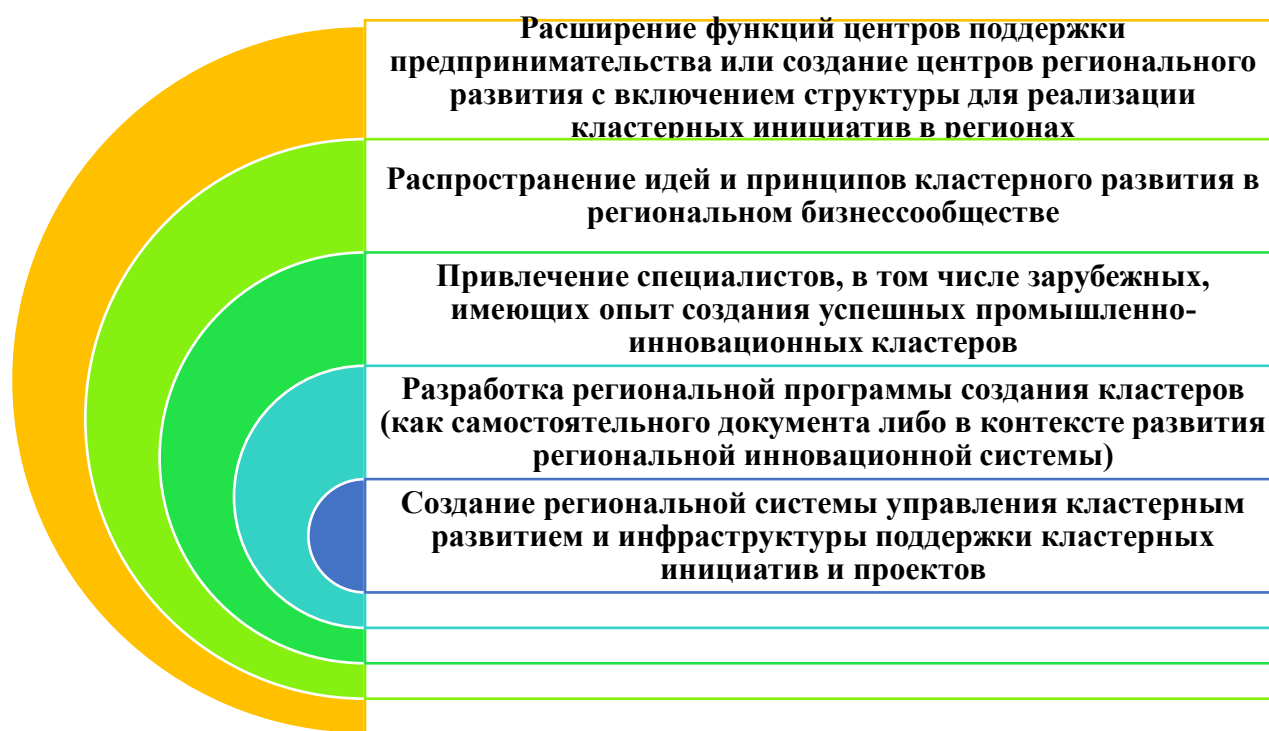 Расширение функций центров поддержки
предпринимательства или создание центров регионального
развития с включением структуры для реализации
кластерных инициатив в регионах
Распространение идей и принципов кластерного развития в
региональном бизнессообществе
Привлечение специалистов, в том числе зарубежных,
имеющих опыт создания успешных промышленно-
инновационных кластеров
Разработка региональной программы создания кластеров
(как самостоятельного документа либо в контексте развития
региональной инновационной системы)
Создание региональной системы управления кластерным
развитием и инфраструктуры поддержки кластерных
инициатив и проектов